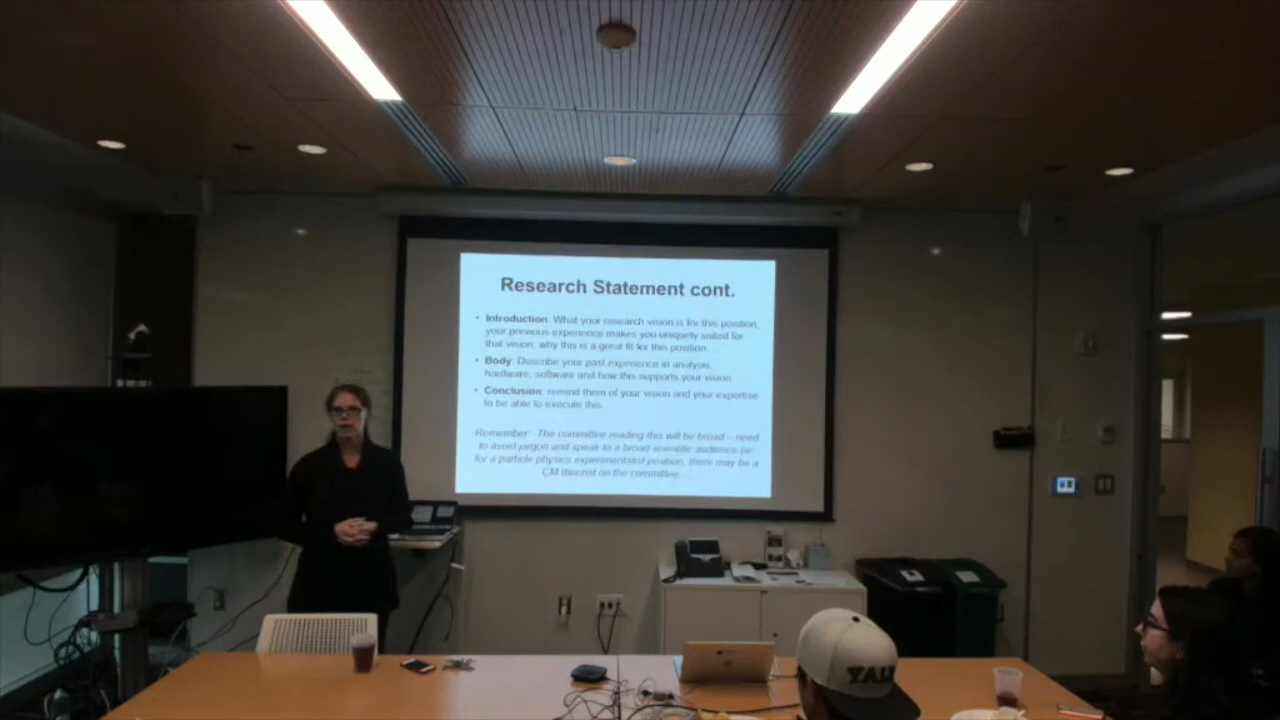 Research Statement cont.
• Introduction: What your research vision is for this position,
your previous experience makes you uniquely suited for
that vision, why this is a great fit for this position.
• Body: Describe your past experience in analysis,
hardware, software and how this supports your vision.
• Conclusion: remind them of your vision and your expertise
to be able to execute this.
Remember: The committee reading this will be broad – need
to avoid jargon and speak to a broad scientific audience (ie.
for a particle physics experimentalist position, there may be a
CM theorist on the committee...
YALE